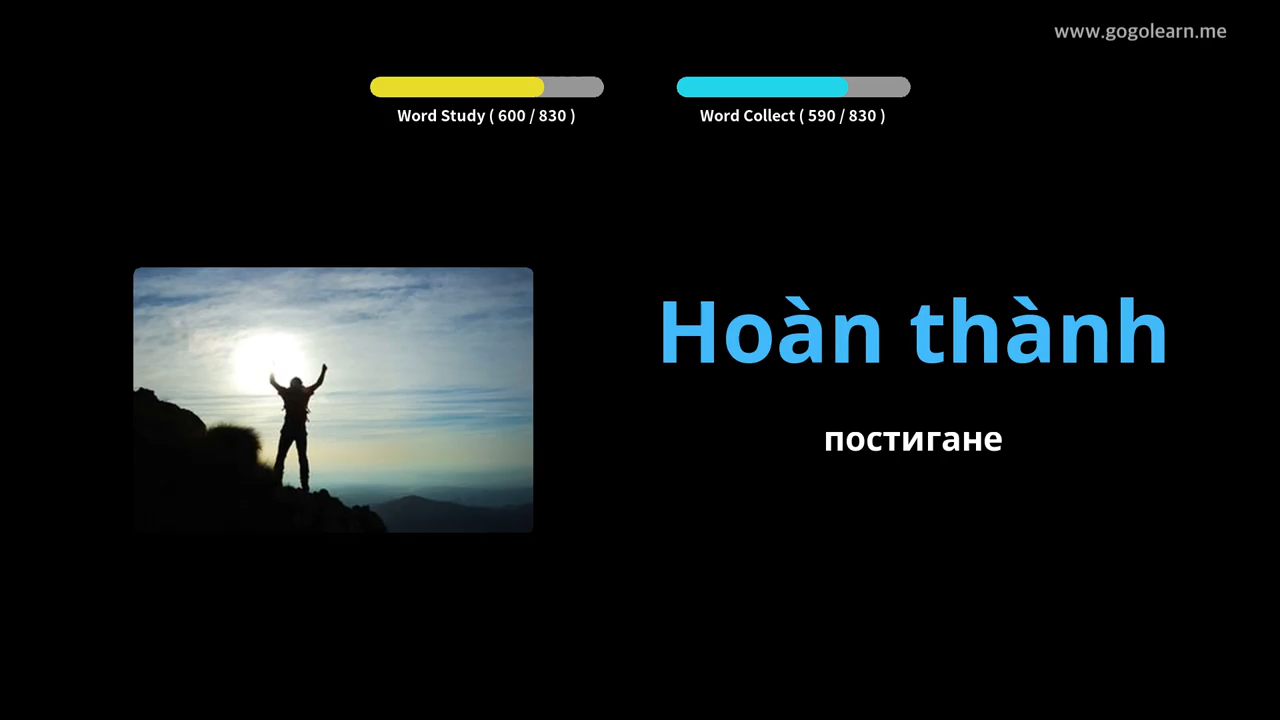 www.gogolearn.me
Word Study ( 600 / 830 )
Word Collect ( 590 / 830 )
Hoàn thành
постигане